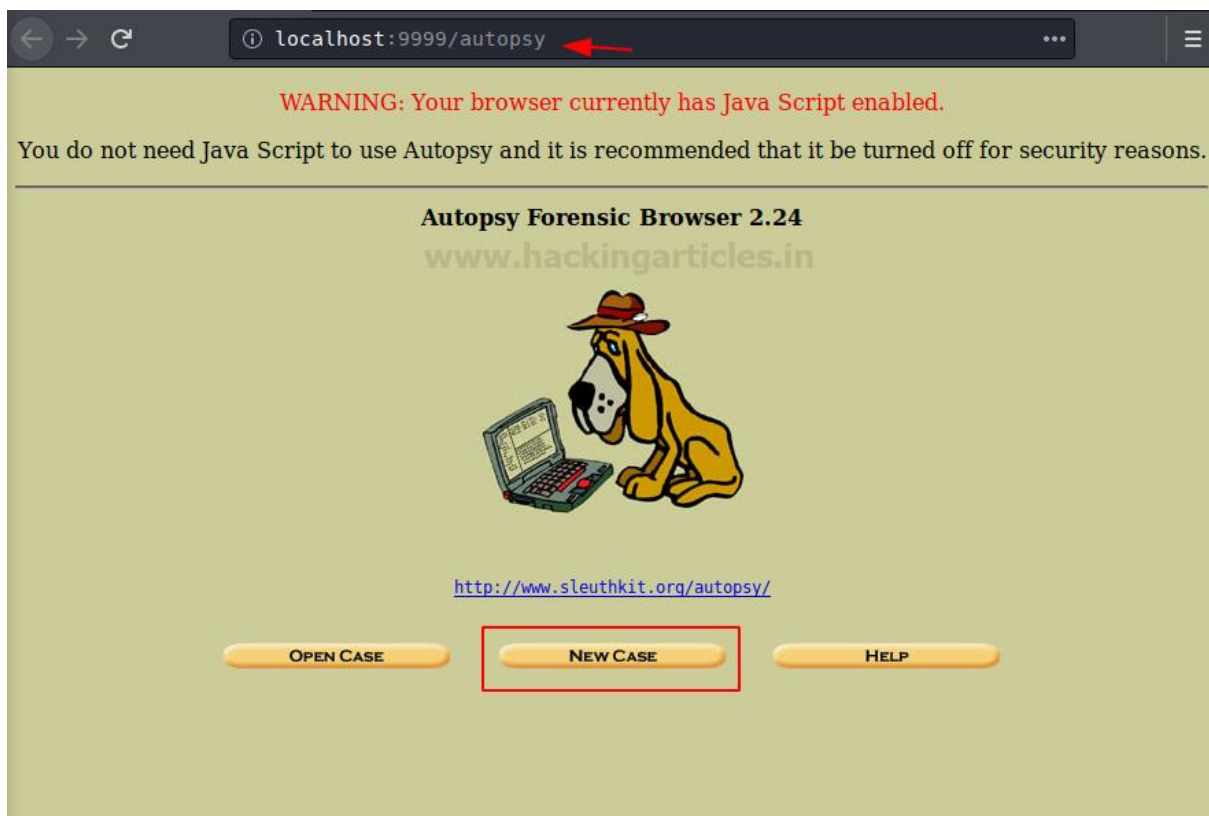 localhost:9999/autopsy
WARNING: Your browser currently has Java Script enabled.
You do not need Java Script to use Autopsy and it is recommended that it be turned off for security reasons.
Autopsy Forensic Browser 2.24
www.hackingarticles.in
http://www.sleuthkit.org/autopsy/
OPEN CASE NEW CASE HELP